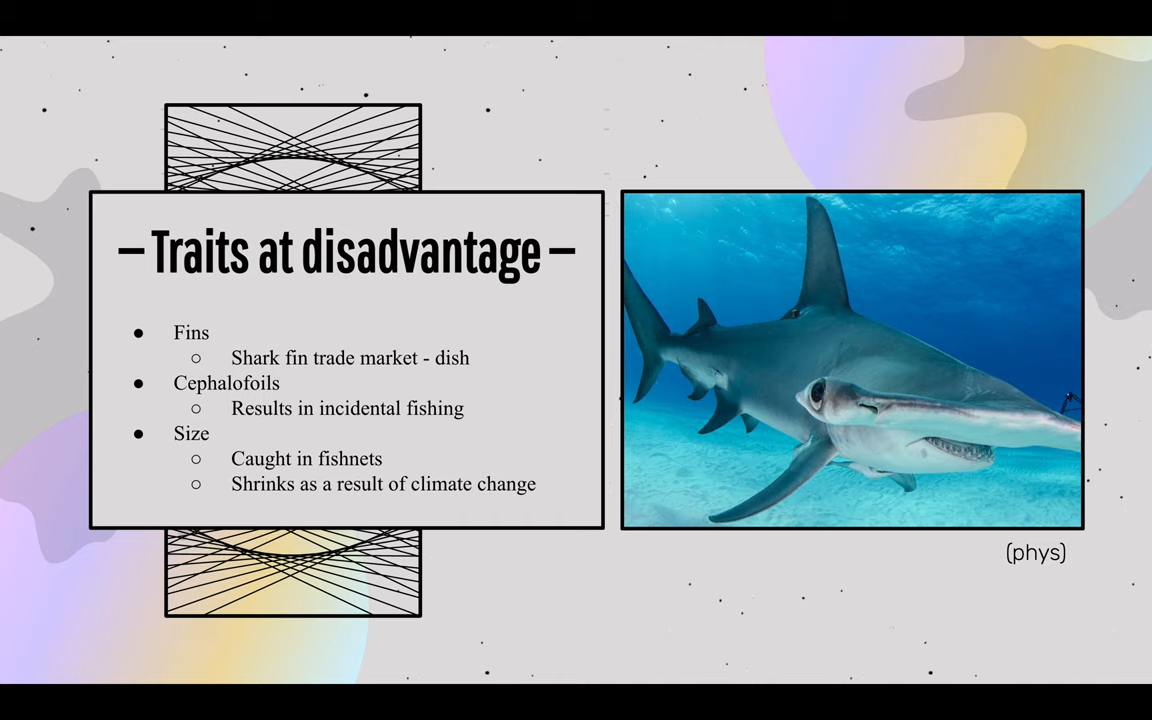 – Traits at disadvantage –
● Fins
○ Shark fin trade market - dish
● Cephalofoils
○ Results in incidental fishing
● Size
○ Caught in fishnets
○ Shrinks as a result of climate change
(phys)